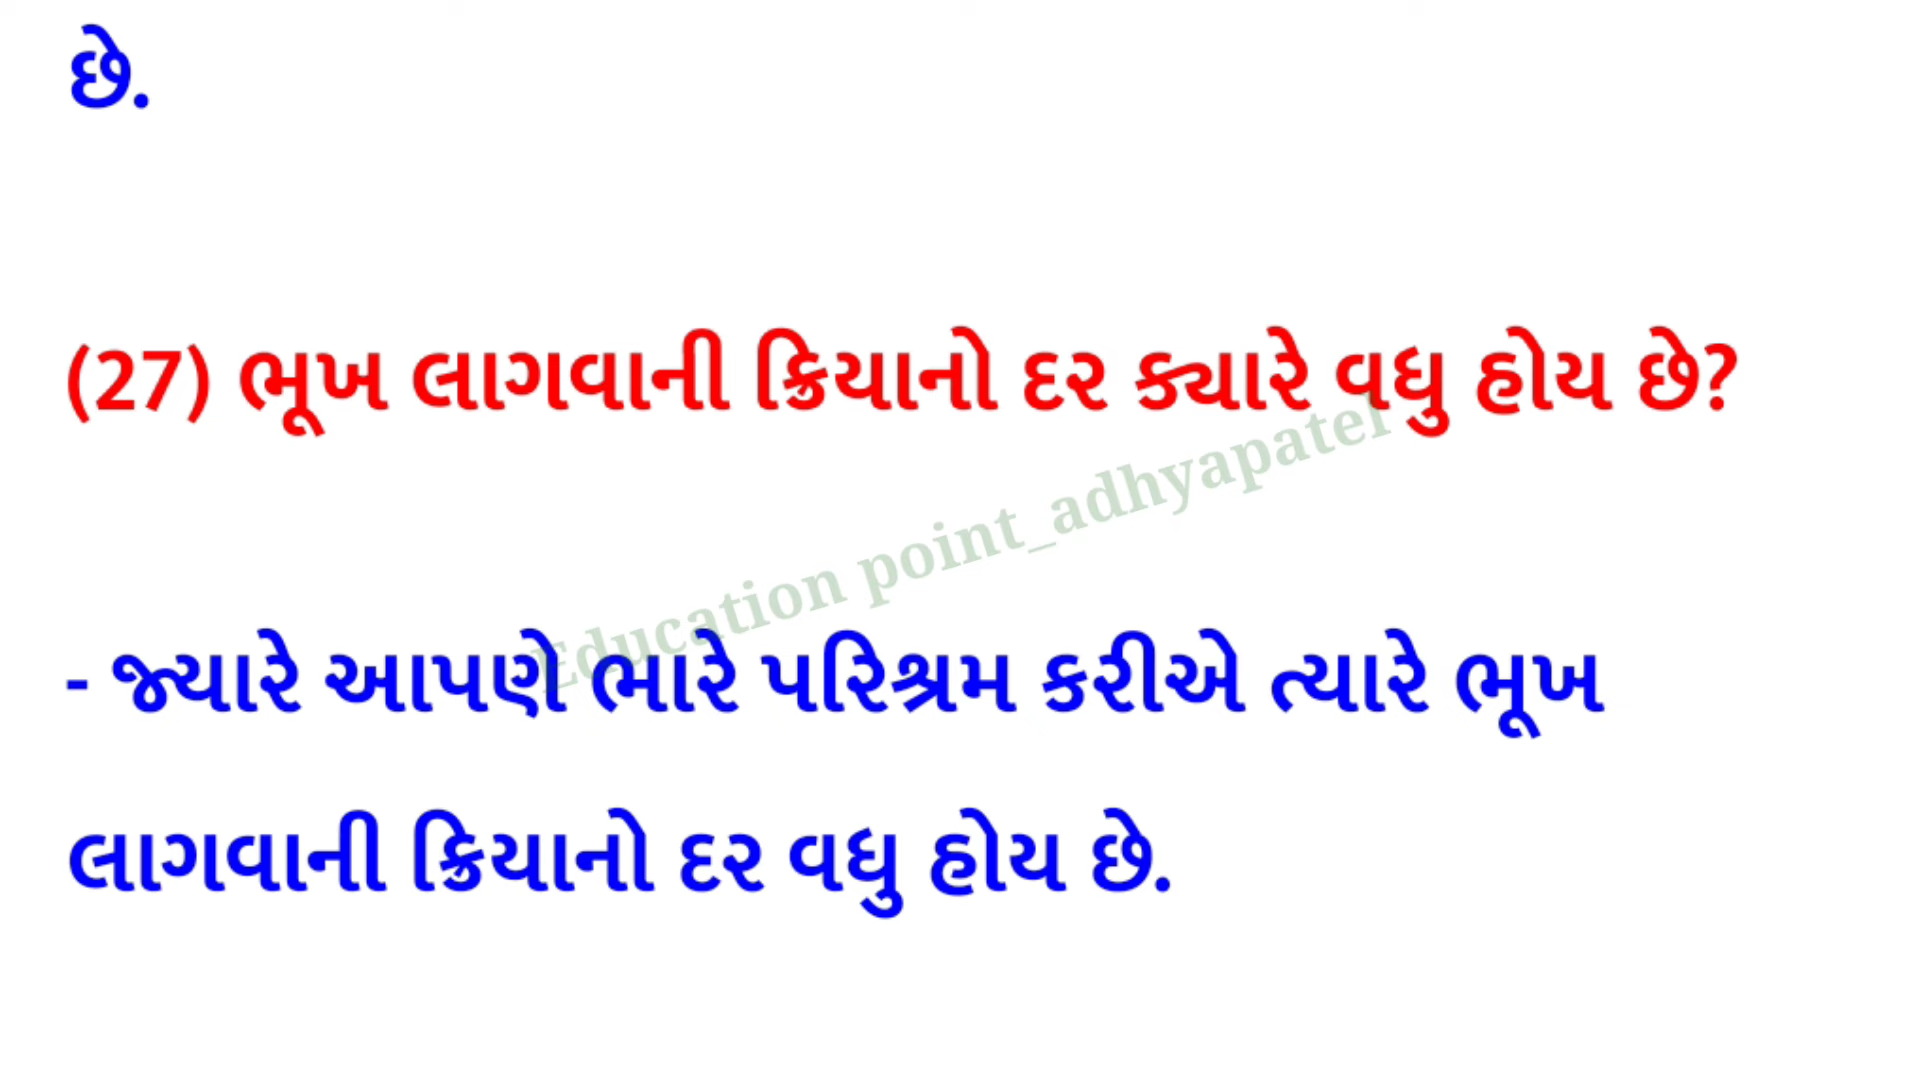 છે.
(27) ભૂખ લાગવાની ક્રિયાનો દર ક્યારે વધુ હોય છે?
Education point_adhyapatel
- જ્યારે આપણે ભારે પરિશ્રમ કરીએ ત્યારે ભૂખ
લાગવાની ક્રિયાનો દર વધુ હોય છે.